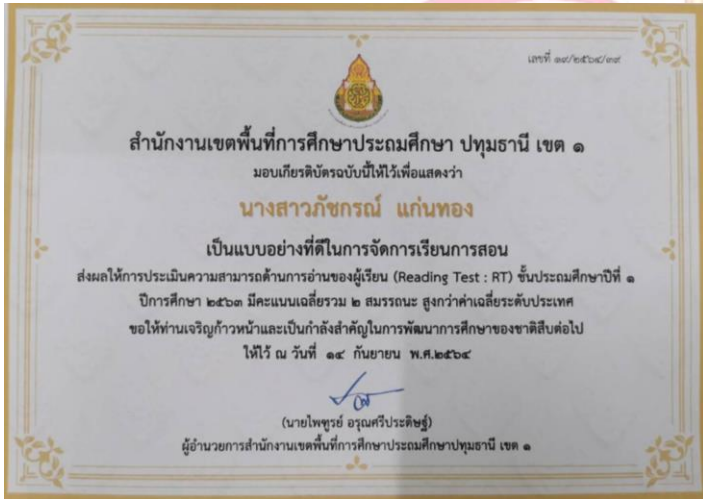 เลขที่ ๑๙/๒๕๖๔/๓๙
สำนักงานเขตพื้นที่การศึกษาประถมศึกษา ปทุมธานี เขต ๑
มอบเกียรติบัตรฉบับนี้ให้ไว้เพื่อแสดงว่า
นางสาวภัชกรณ์ แก่นทอง
เป็นแบบอย่างที่ดีในการจัดการเรียนการสอน
ส่งผลให้การประเมินความสามารถด้านการอ่านของผู้เรียน (Reading Test : RT) ชั้นประถมศึกษาปีที่ ๑
ปีการศึกษา ๒๕๖๓ มีคะแนนเฉลี่ยรวม ๒ สมรรถนะ สูงกว่าค่าเฉลี่ยระดับประเทศ
ขอให้ท่านเจริญก้าวหน้าและเป็นกำลังสำคัญในการพัฒนาการศึกษาของชาติสืบต่อไป
ให้ไว้ ณ วันที่ ๑๔ กันยายน พ.ศ.๒๕๖๔
(นายไพฑูรย์ อรุณศรีประดิษฐ์)
ผู้อำนวยการสำนักงานเขตพื้นที่การศึกษาประถมศึกษาปทุมธานี เขต ๑